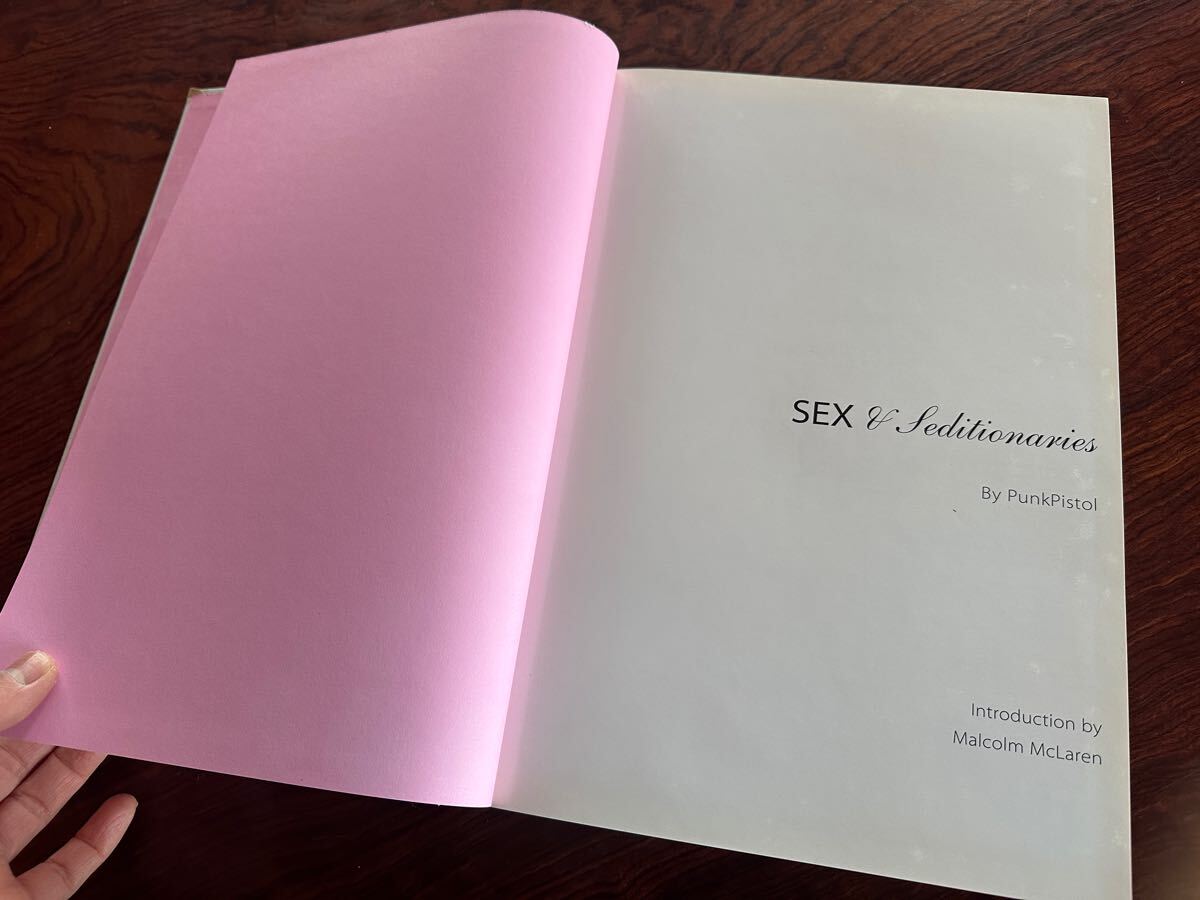 SEX & Seditionaries
By PunkPistol
Introduction by
Malcolm McLaren